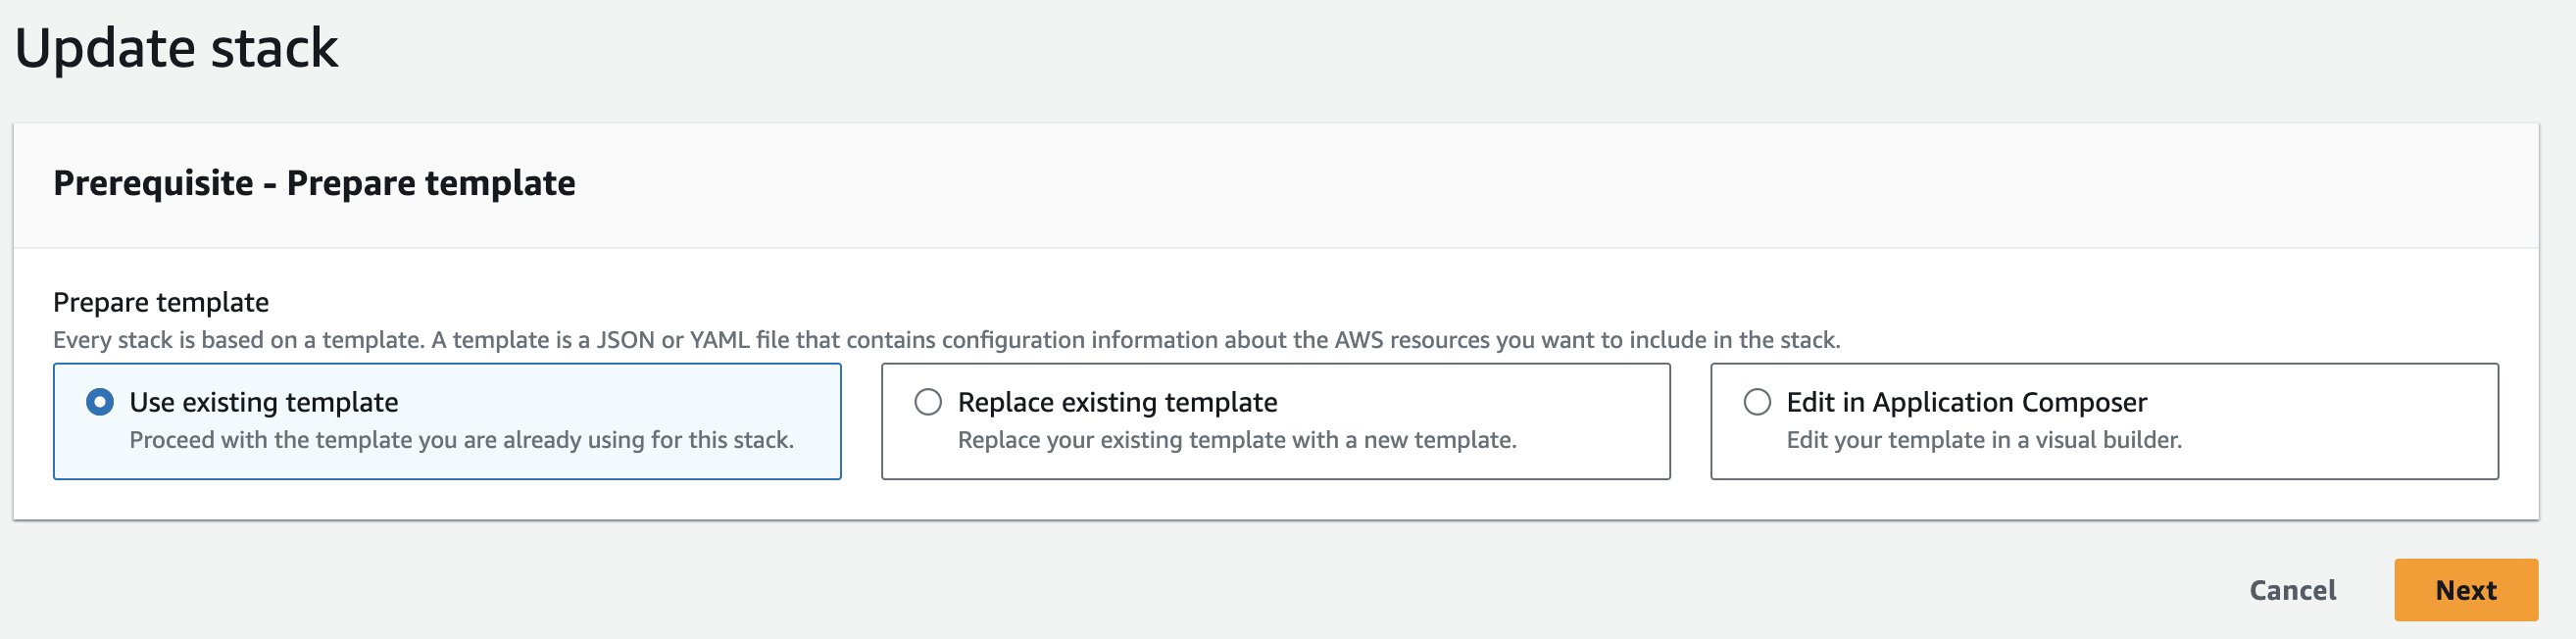 Update stack
Prerequisite - Prepare template
Prepare template
Every stack is based on a template. A template is a JSON or YAML file that contains configuration information about the AWS resources you want to include in the stack.
Use existing template
Proceed with the template you are already using for this stack.
Replace existing template
Replace your existing template with a new template.
Edit in Application Composer
Edit your template in a visual builder.
Cancel
Next